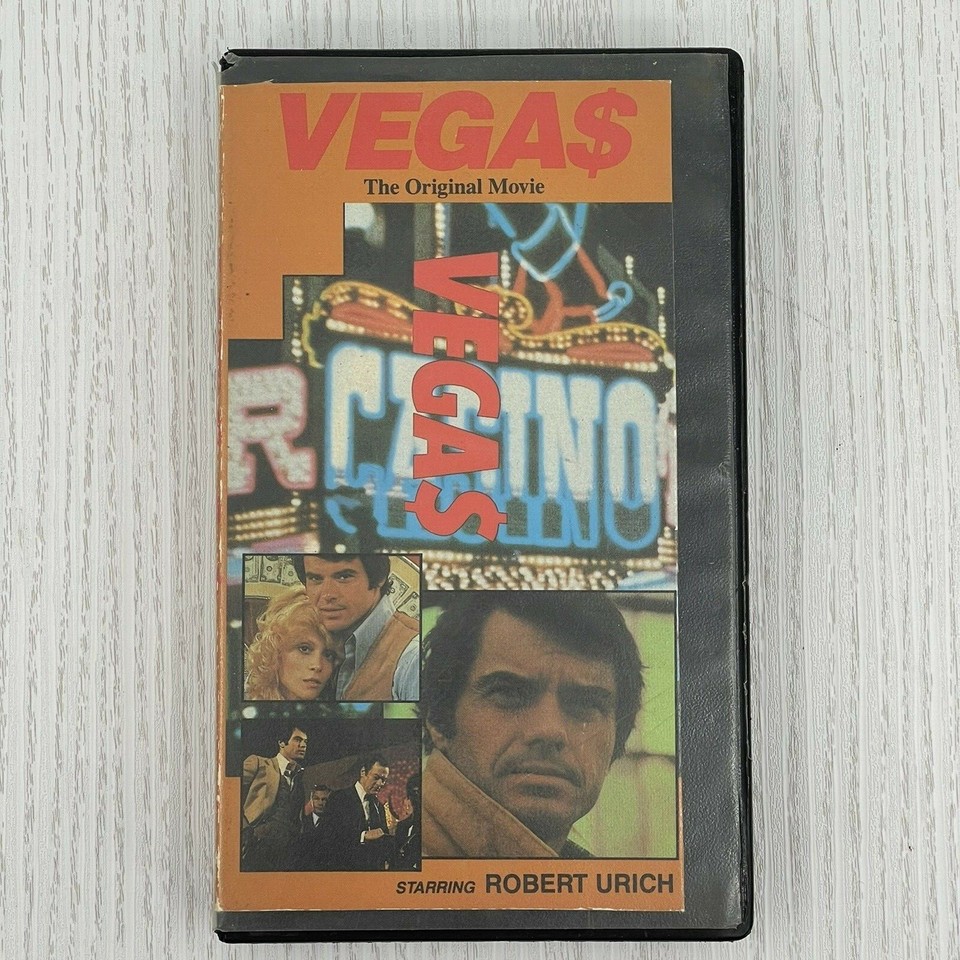 VEGA$
The Original Movie
VEGA$
R
CASINO
STARRING ROBERT URICH